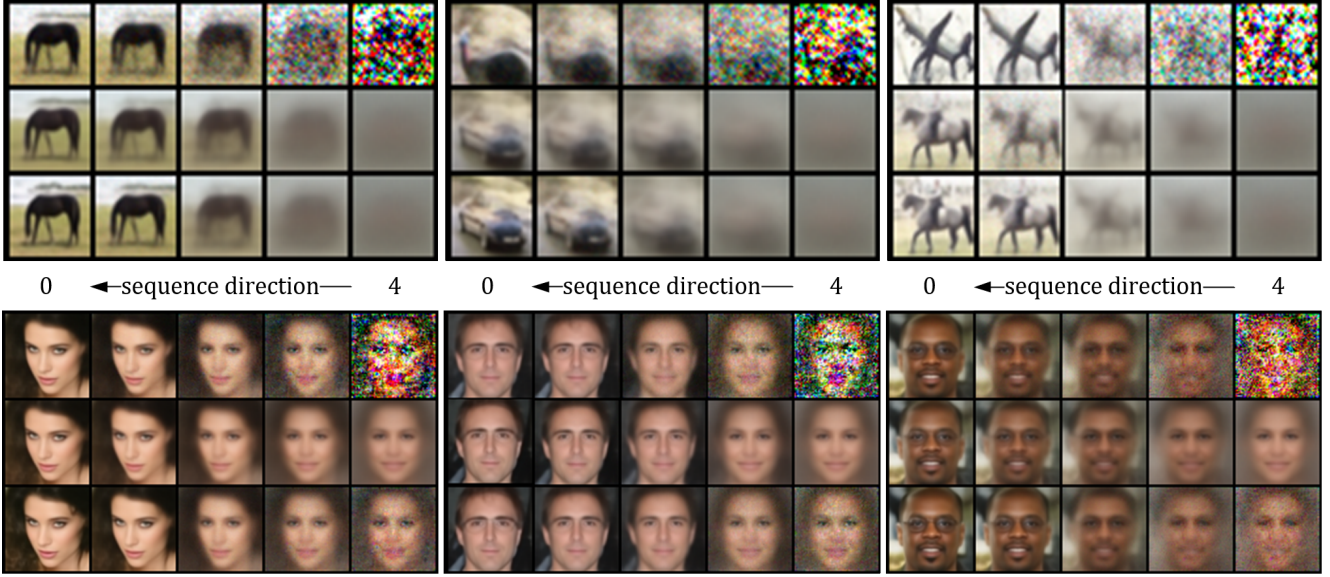 0 ◄—sequence direction— 4 0 ◄—sequence direction— 4 0 ◄—sequence direction— 4